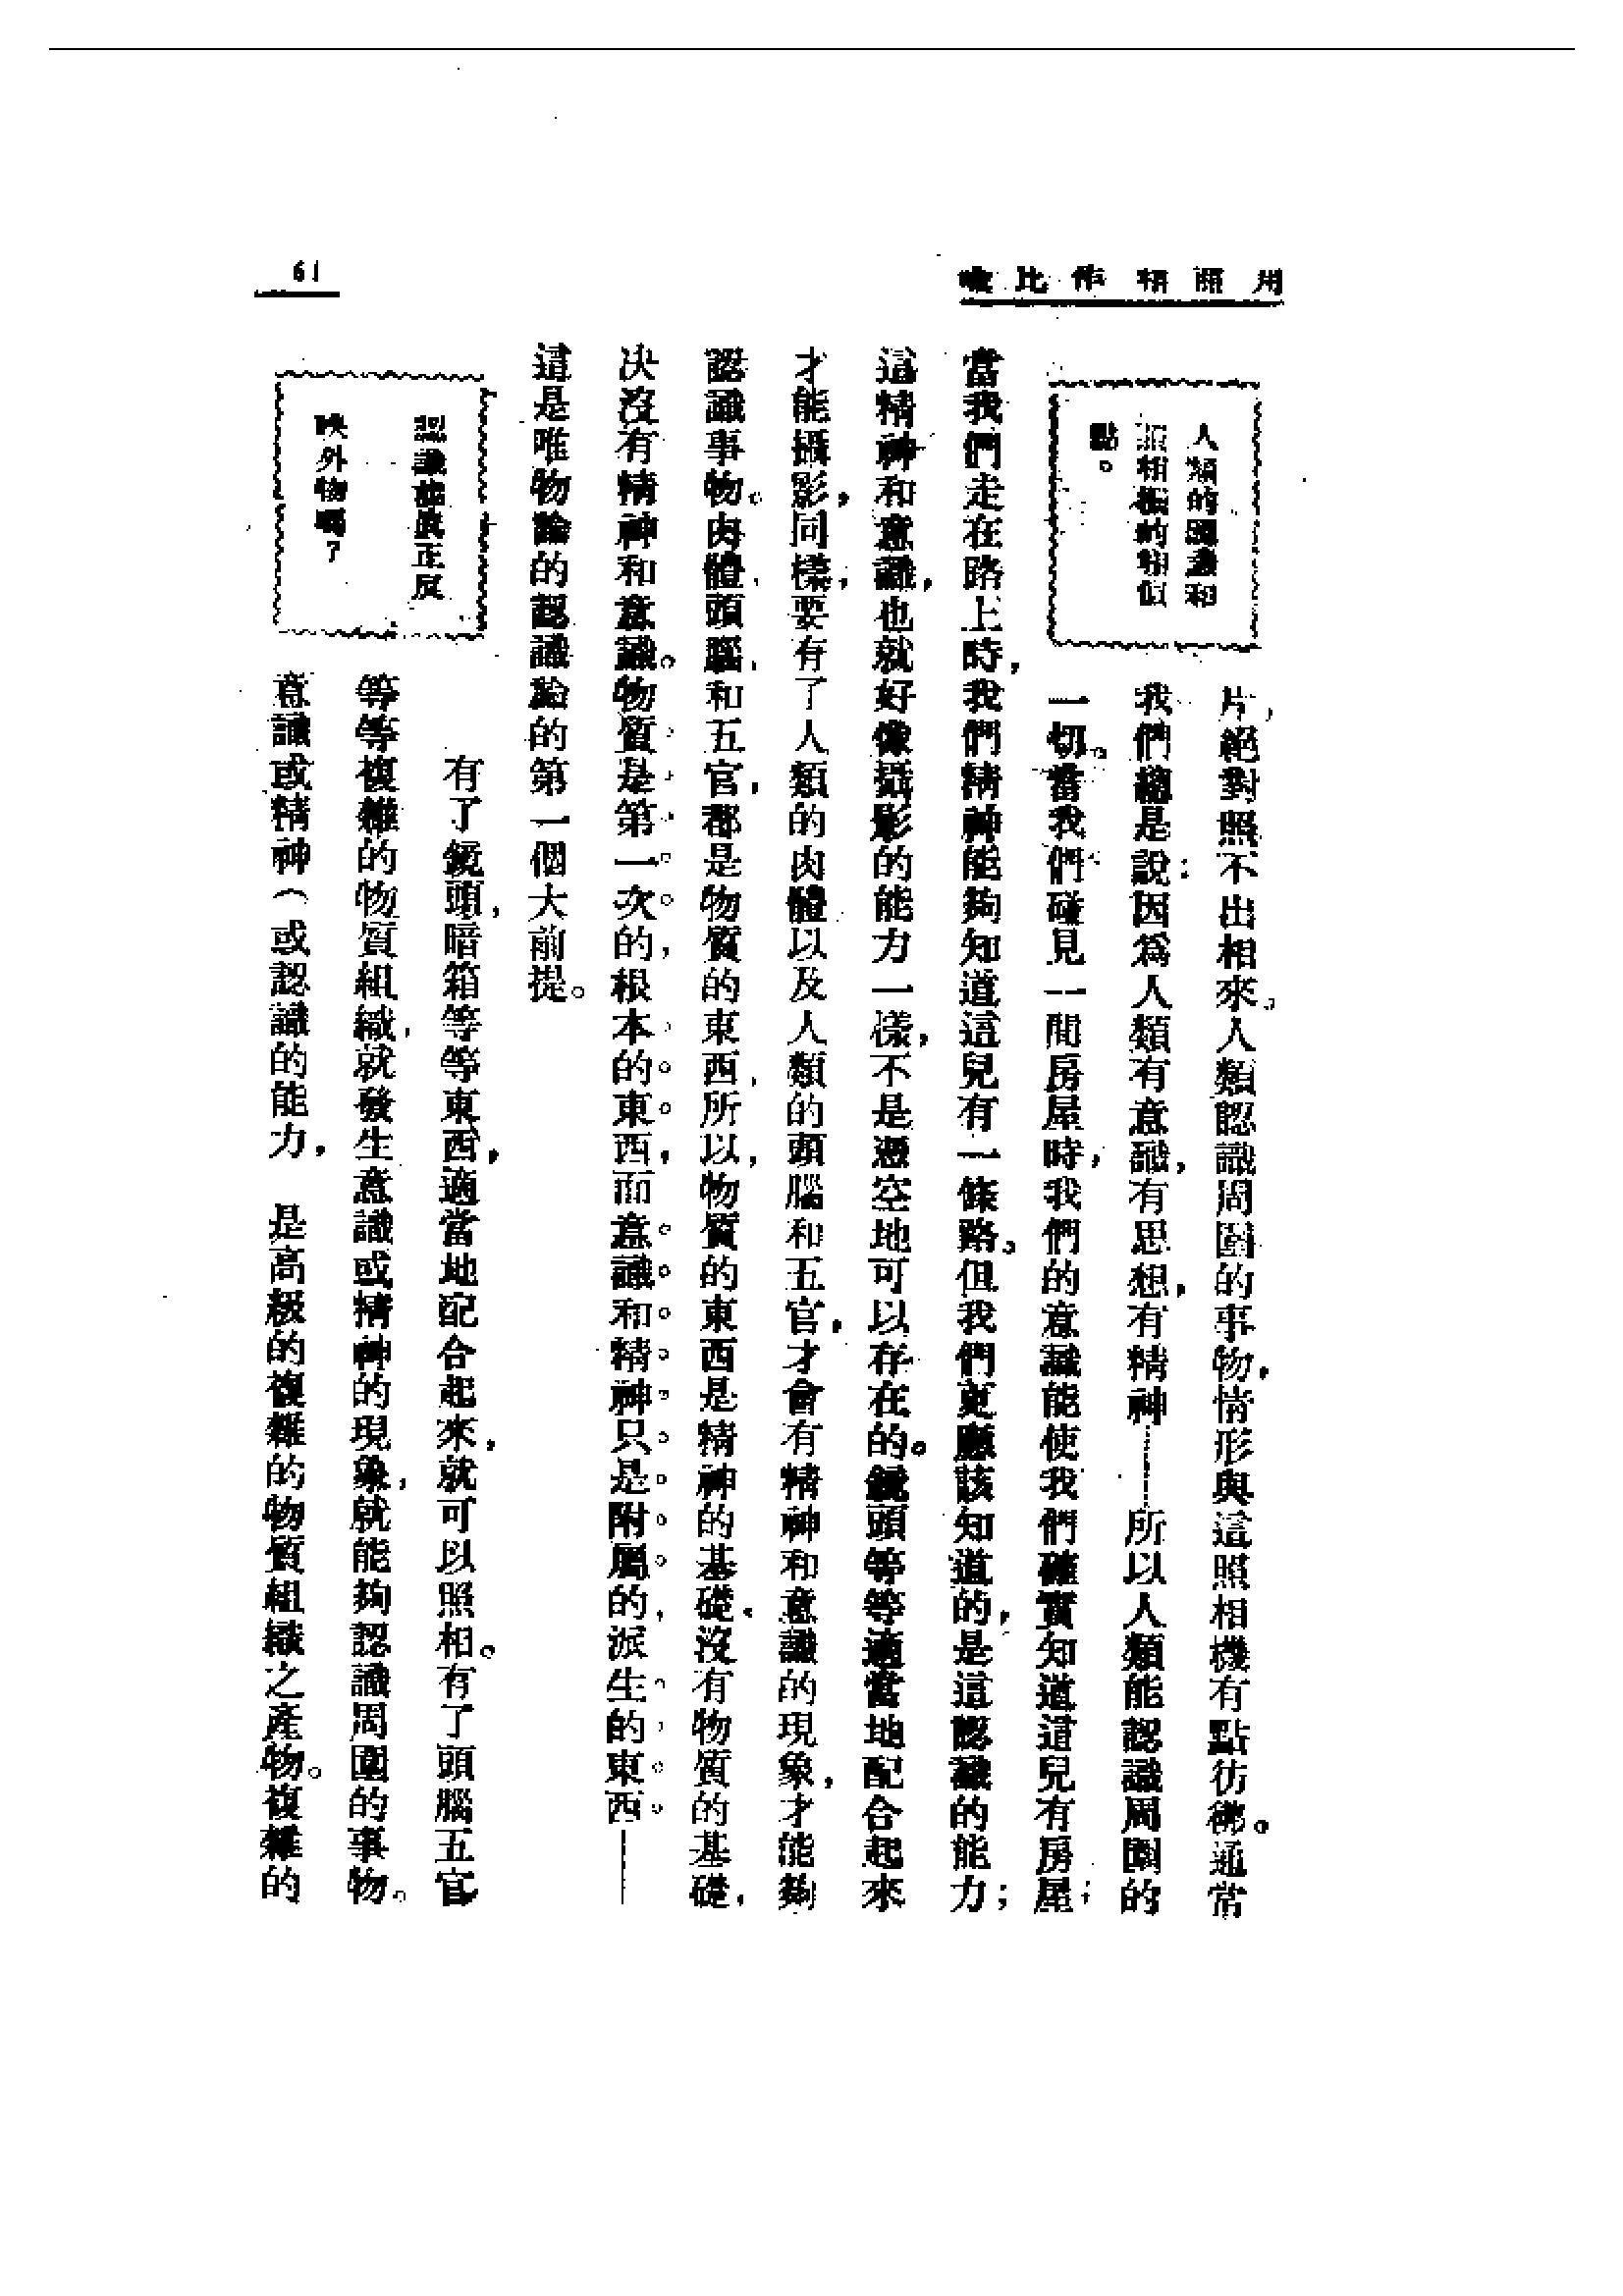 用照相作比喩
61
人類的認識和
照相機的相似
點。
片，絕對照不出相來。人類認識周圍的事物，情形與這照相機有點彷彿。通常
我們總是說：因爲人類有意識，有思想，有精神——所以人類能認識周圍的
一切。當我們碰見一間房屋時，我們的意識能使我們確實知道這兒有房屋；
當我們走在路上時，我們精神能夠知道這兒有一條路。但我們更應該知道的，是這認識的能力；
這精神和意識，也就好像攝影的能力一樣，不是憑空地可以存在的。鏡頭等等適當地配合起來
才能攝影，同樣，要有了人類的肉體以及人類的頭腦和五官，才會有精神和意識的現象，才能夠
認識事物。肉體、頭腦、和五官，都是物質的東西，所以，物質的東西是精神的基礎，沒有物質的基礎，
决沒有精神和意識。物質是第一次的，根本的東西，而意識和精神只是附屬的，派生的東西——
這是唯物論的認識論的第一個大前提。
認識能眞正反
映外物嗎？
有了鏡頭，暗箱等等東西，適當地配合起來，就可以照相。有了頭腦五官
等等複雜的物質組織，就發生意識或精神的現象，就能夠認識周圍的事物。
意識或精神（或認識的能力， 是高級的複雜的物質組織之產物。複雜的